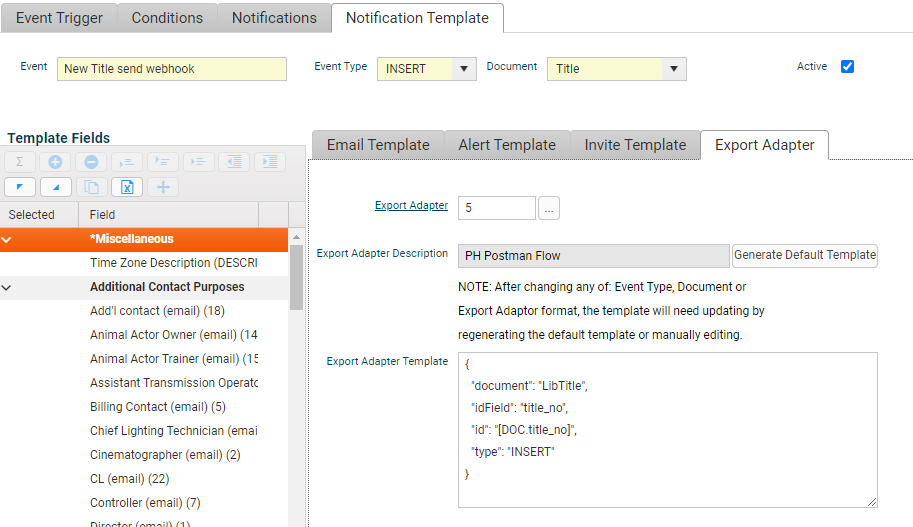 Event Trigger
Conditions
Notifications
Notification Template
Event
New Title send webhook
Event Type
INSERT
Document
Title
Active
Template Fields
Σ
Selected
Field
*Miscellaneous
Time Zone Description (DESCRI
Additional Contact Purposes
Add'l contact (email) (18)
Animal Actor Owner (email) (14
Animal Actor Trainer (email) (15
Assistant Transmission Operato
Billing Contact (email) (5)
Chief Lighting Technician (emai
Cinematographer (email) (2)
CL (email) (22)
Controller (email) (7)
Director (email) (1)
Email Template
Alert Template
Invite Template
Export Adapter
Export Adapter
5
...
Export Adapter Description
PH Postman Flow
Generate Default Template
NOTE: After changing any of: Event Type, Document or
Export Adaptor format, the template will need updating by
regenerating the default template or manually editing.
Export Adapter Template
{
"document": "LibTitle",
"idField": "title_no",
"id": "[DOC.title_no]",
"type": "INSERT"
}